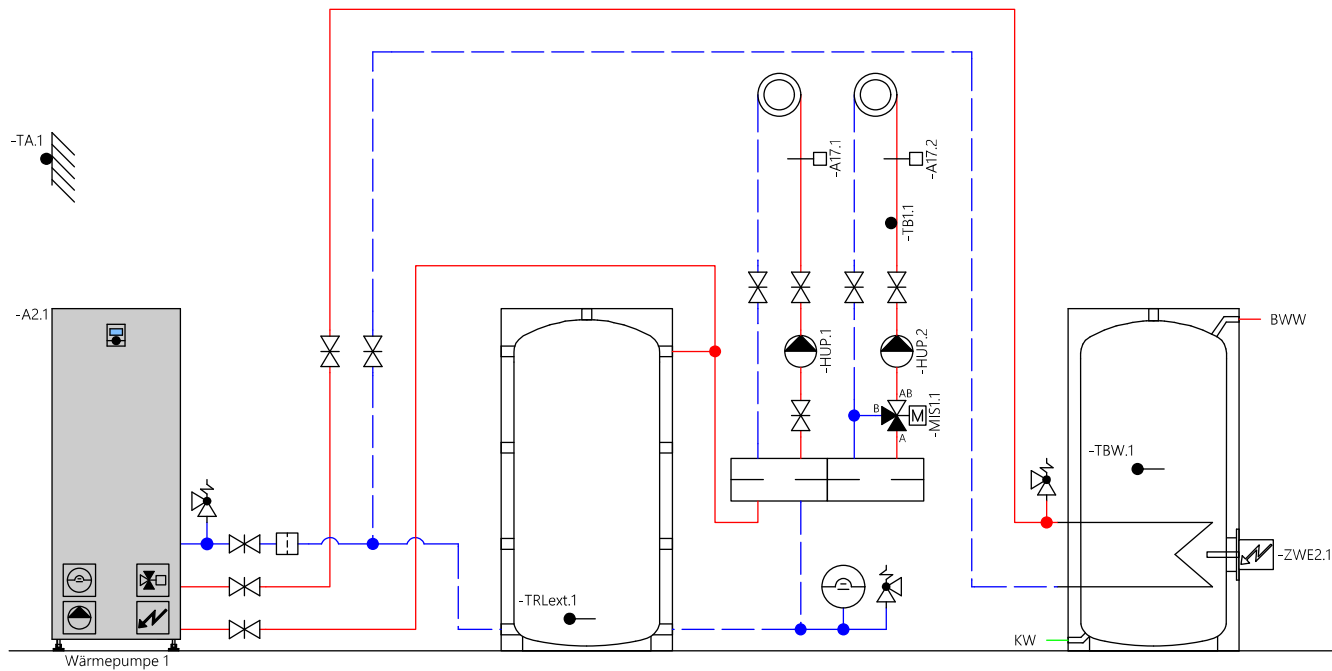 -TA.1
-A17.1
-A17.2
-TB1.1
-A2.1
BWW
-HUP.1
-HUP.2
AB
B
M
-MIS1.1
A
-TBW.1
-ZWE2.1
-TRLext.1
KW
Wärmepumpe 1